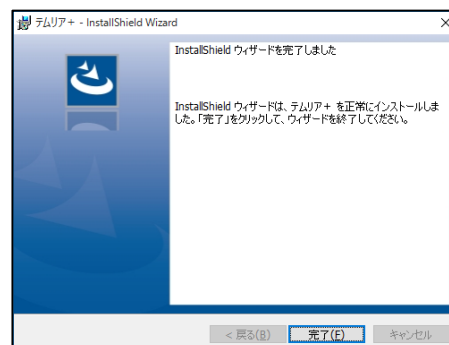 テムリア+ - InstallShield Wizard
InstallShield ウィザードを完了しました
InstallShield ウィザードは、テムリア+ を正常にインストールしま
した。「完了」をクリックして、ウィザードを終了してください。
< 戻る(B) 完了(F) キャンセル